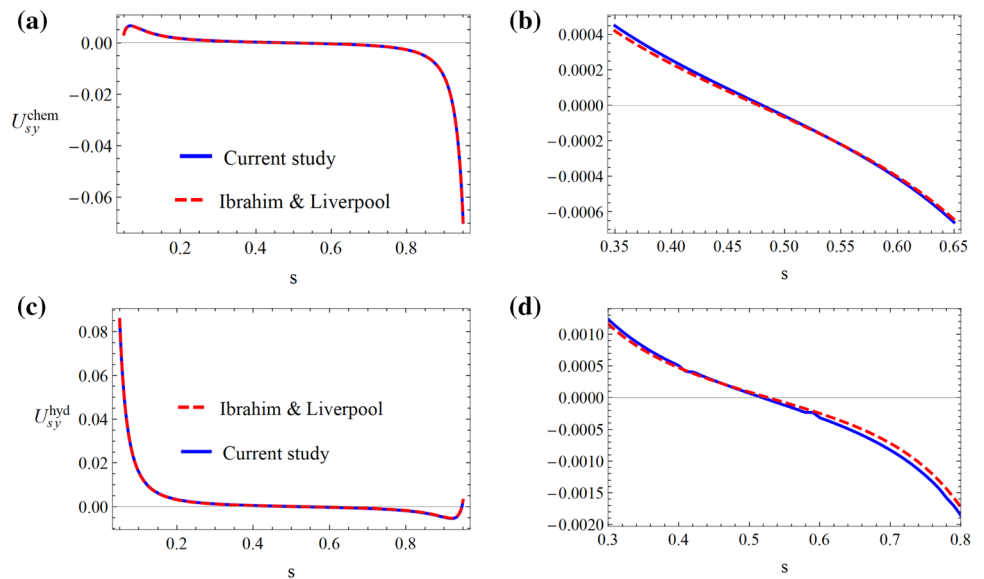 (a)
0.00
−0.02
−0.04
−0.06
U_sy^chem
Current study
Ibrahim & Liverpool
0.2 0.4 0.6 0.8
s
(b)
0.0004
0.0002
0.0000
−0.0002
−0.0004
−0.0006
0.35 0.40 0.45 0.50 0.55 0.60 0.65
s
(c)
0.08
0.06
0.04
0.02
0.00
U_sy^hyd
Ibrahim & Liverpool
Current study
0.2 0.4 0.6 0.8
s
(d)
0.0010
0.0005
0.0000
−0.0005
−0.0010
−0.0015
−0.0020
0.3 0.4 0.5 0.6 0.7 0.8
s